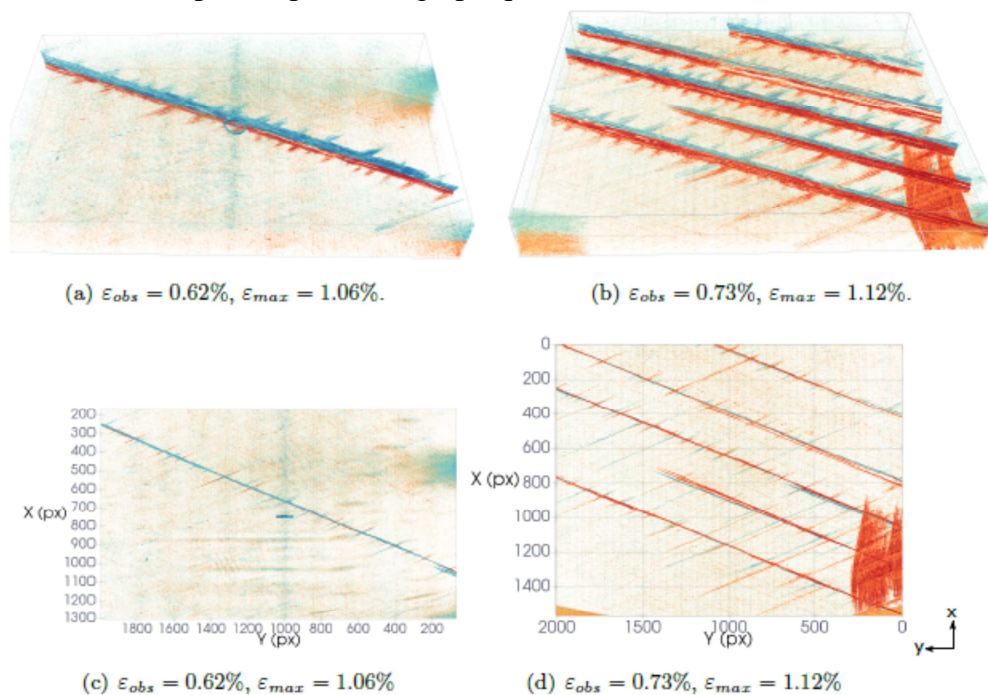 (a) εobs = 0.62%, εmax = 1.06%.
(b) εobs = 0.73%, εmax = 1.12%.
200
300
400
500
600
700
X (px)
800
900
1000
1100
1200
1300
1800 1600 1400 1200 1000 800 600 400 200
Y (px)
0
200
400
600
X (px) 800
1000
1200
1400
2000 1500 1000 500 0
Y (px)
x
y
(c) εobs = 0.62%, εmax = 1.06%
(d) εobs = 0.73%, εmax = 1.12%